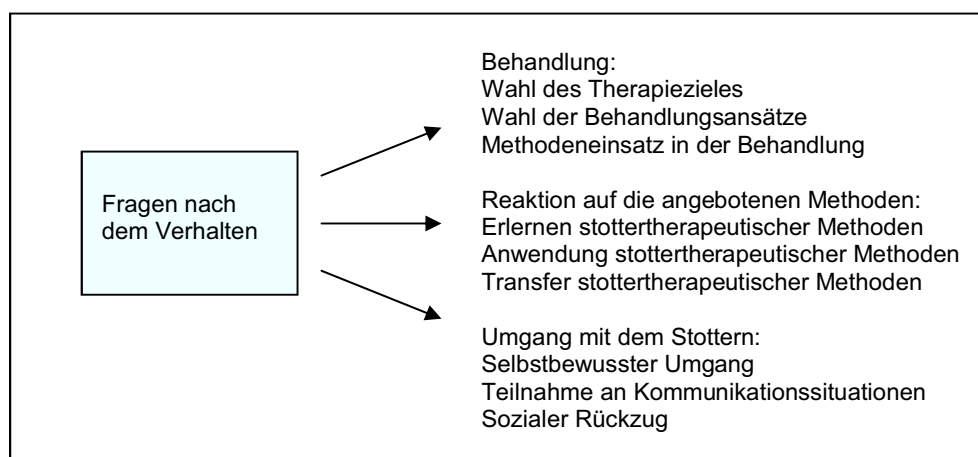 Fragen nach
dem Verhalten
Behandlung:
Wahl des Therapiezieles
Wahl der Behandlungsansätze
Methodeneinsatz in der Behandlung
Reaktion auf die angebotenen Methoden:
Erlernen stottertherapeutischer Methoden
Anwendung stottertherapeutischer Methoden
Transfer stottertherapeutischer Methoden
Umgang mit dem Stottern:
Selbstbewusster Umgang
Teilnahme an Kommunikationssituationen
Sozialer Rückzug